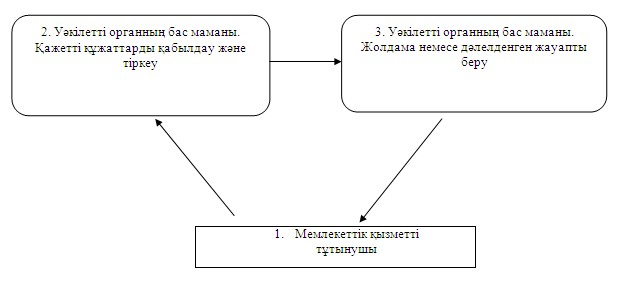 2. Уәкілетті органның бас маманы.
Қажетті құжаттарды қабылдау және
тіркеу
3. Уәкілетті органның бас маманы.
Жолдама немесе дәлелденген жауапты
беру
1. Мемлекеттік қызметті
тұтынушы